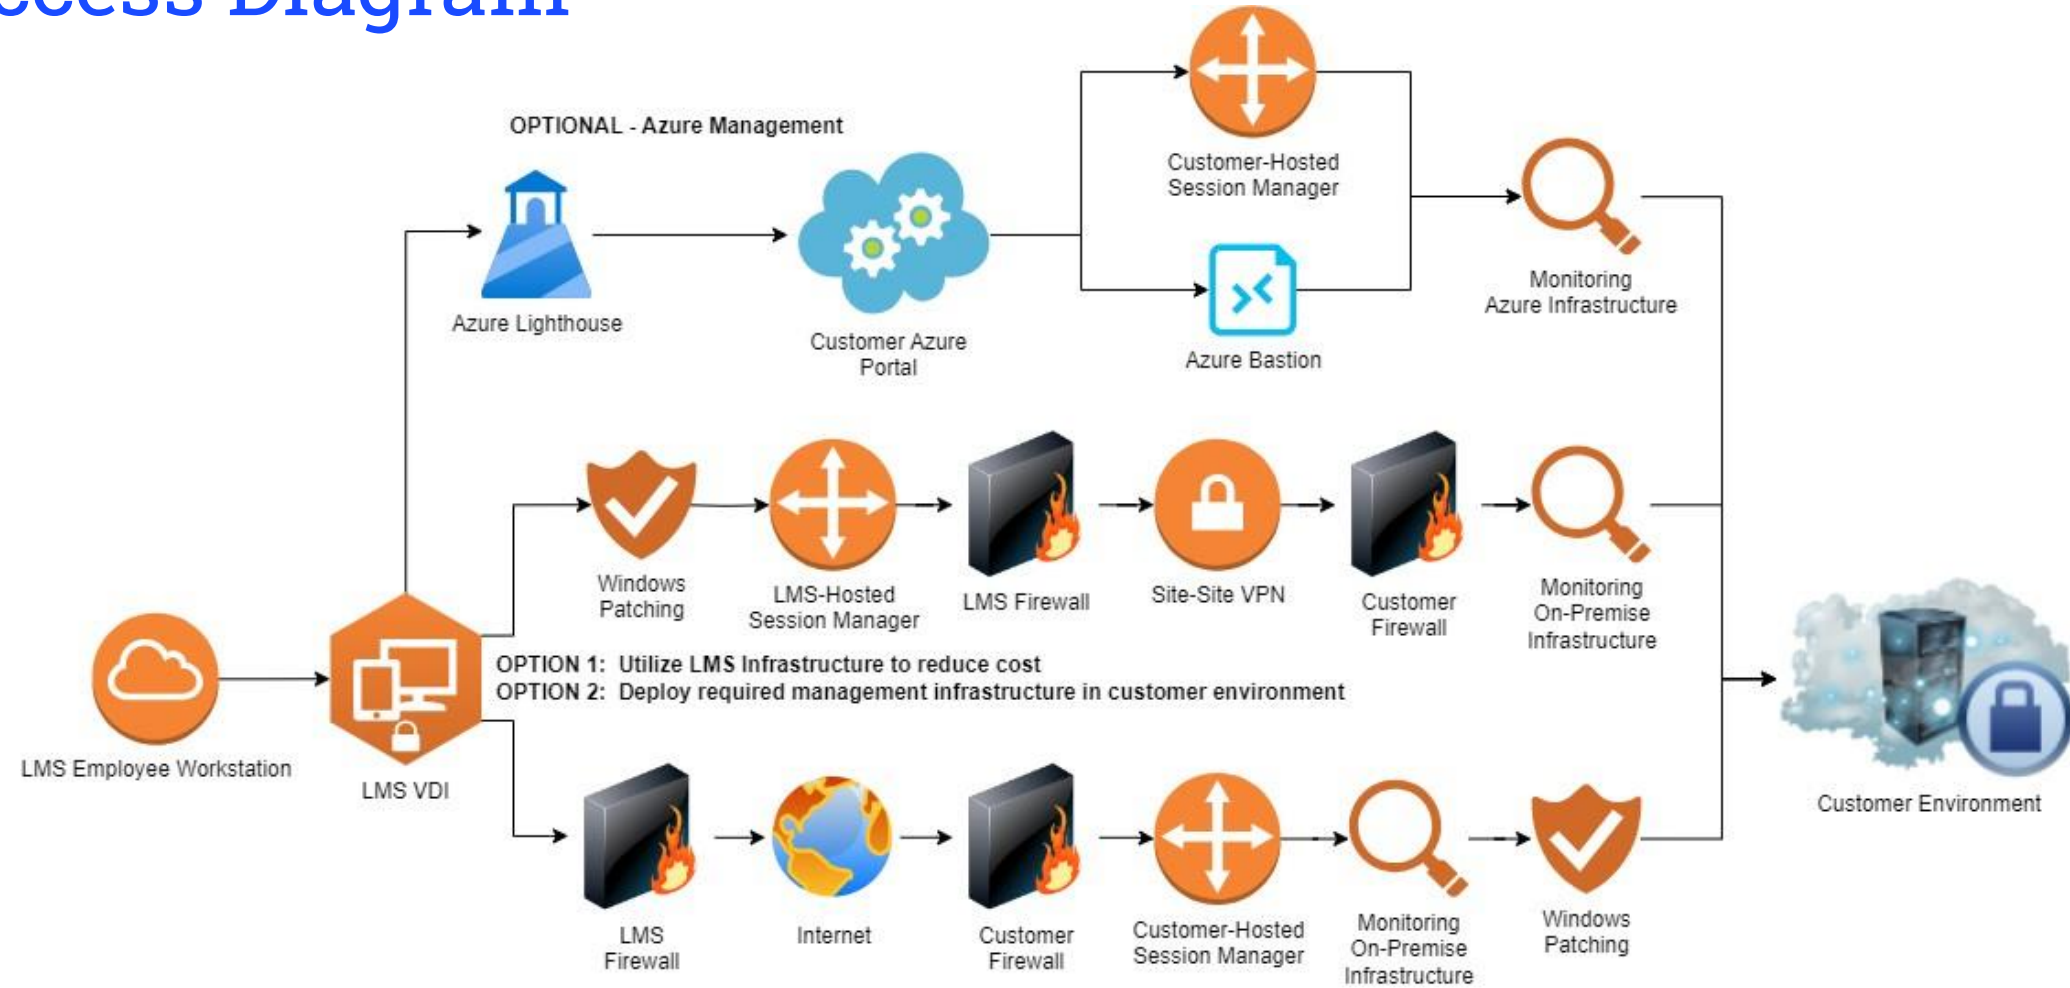 Diagram
OPTIONAL - Azure Management
Customer-Hosted
Session Manager
Azure Lighthouse
Customer Azure
Portal
Azure Bastion
Monitoring
Azure Infrastructure
Windows
Patching
LMS-Hosted
Session Manager
LMS Firewall
Site-Site VPN
Customer
Firewall
Monitoring
On-Premise
Infrastructure
LMS Employee Workstation
LMS VDI
OPTION 1: Utilize LMS Infrastructure to reduce cost
OPTION 2: Deploy required management infrastructure in customer environment
Customer Environment
LMS
Firewall
Internet
Customer
Firewall
Customer-Hosted
Session Manager
Monitoring
On-Premise
Infrastructure
Windows
Patching